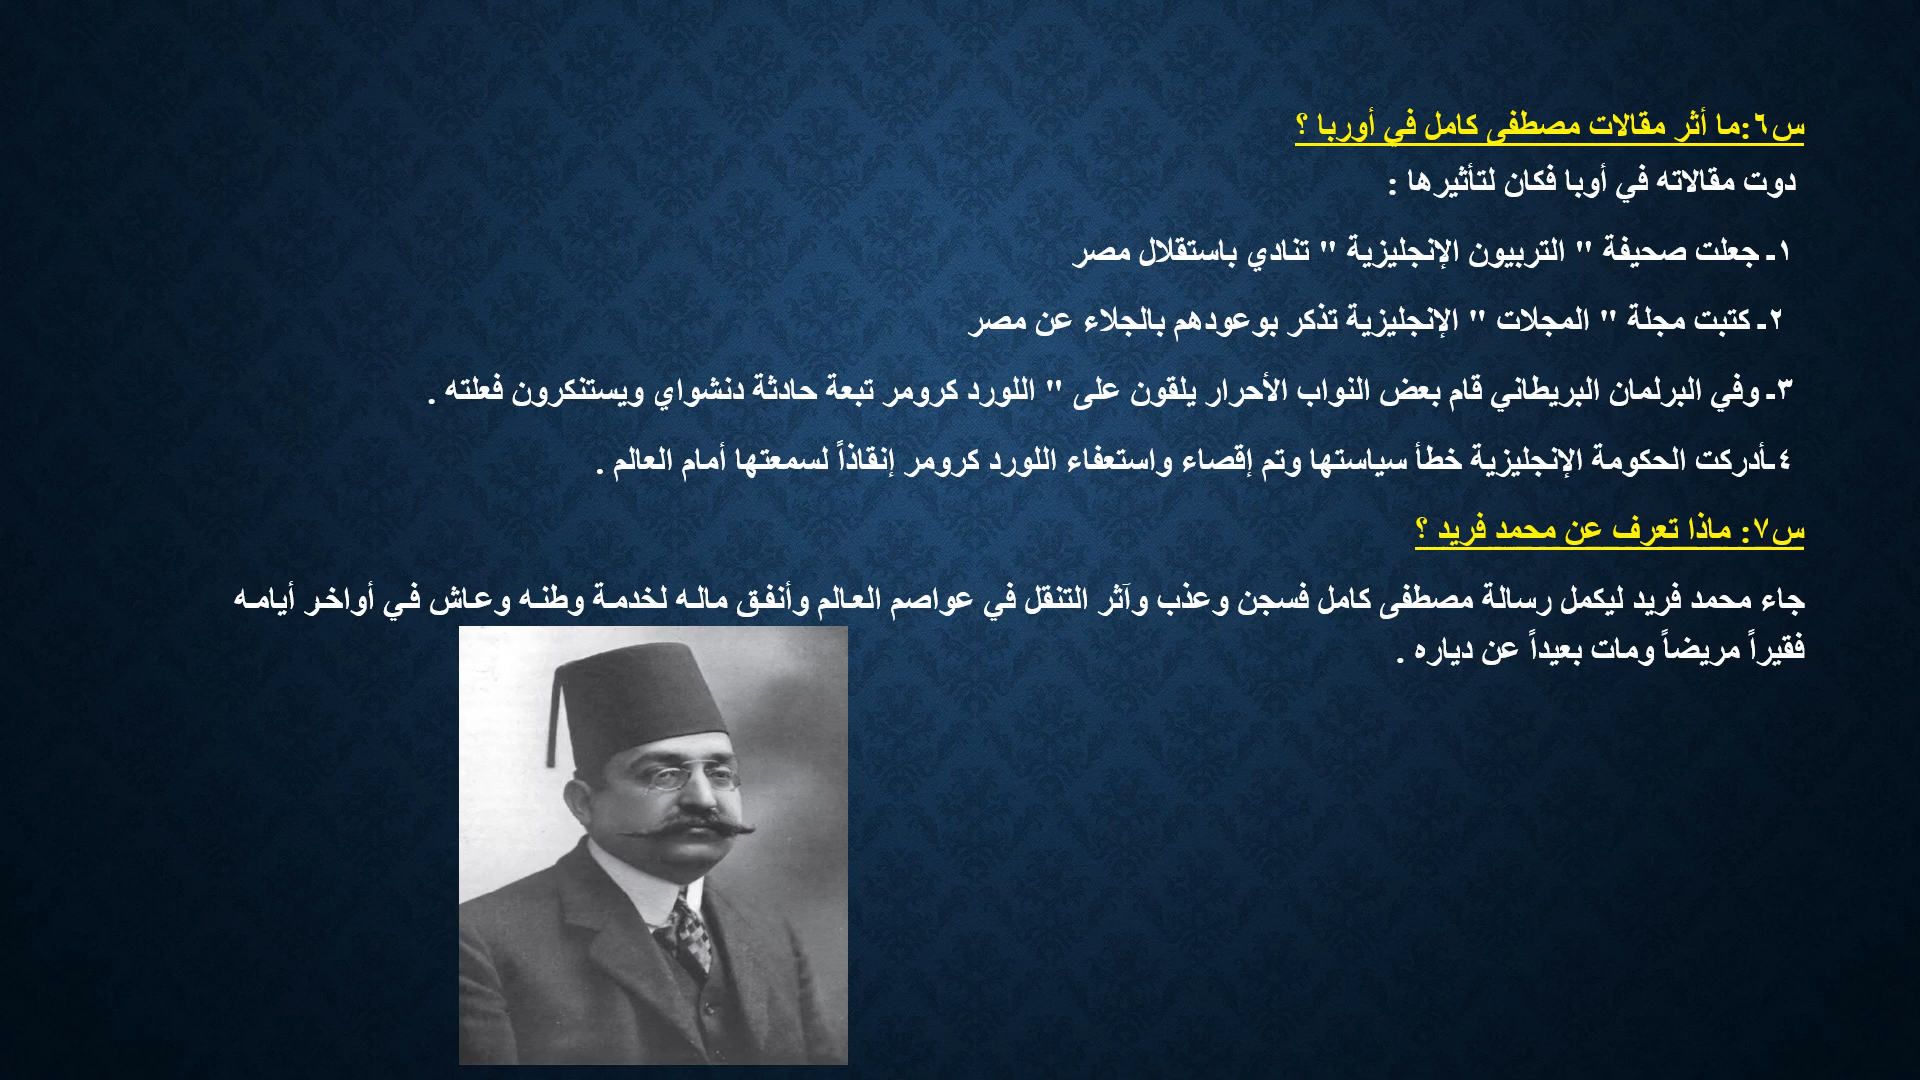 س٦:ما أثر مقالات مصطفى كامل في أوربا ؟
دوت مقالاته في أوبا فكان لتأثيرها :
١ـ جعلت صحيفة " التربيون الإنجليزية " تنادي باستقلال مصر
٢ـ كتبت مجلة " المجلات " الإنجليزية تذكر بوعودهم بالجلاء عن مصر
٣ـ وفي البرلمان البريطاني قام بعض النواب الأحرار يلقون على " اللورد كرومر تبعة حادثة دنشواي ويستنكرون فعلته .
٤ـأدركت الحكومة الإنجليزية خطأ سياستها وتم إقصاء واستعفاء اللورد كرومر إنقاذاً لسمعتها أمام العالم .
س٧: ماذا تعرف عن محمد فريد ؟
جاء محمد فريد ليكمل رسالة مصطفى كامل فسجن وعذب وآثر التنقل في عواصم العالم وأنفق ماله لخدمة وطنه وعاش في أواخر أيامه
فقيراً مريضاً ومات بعيداً عن دياره .